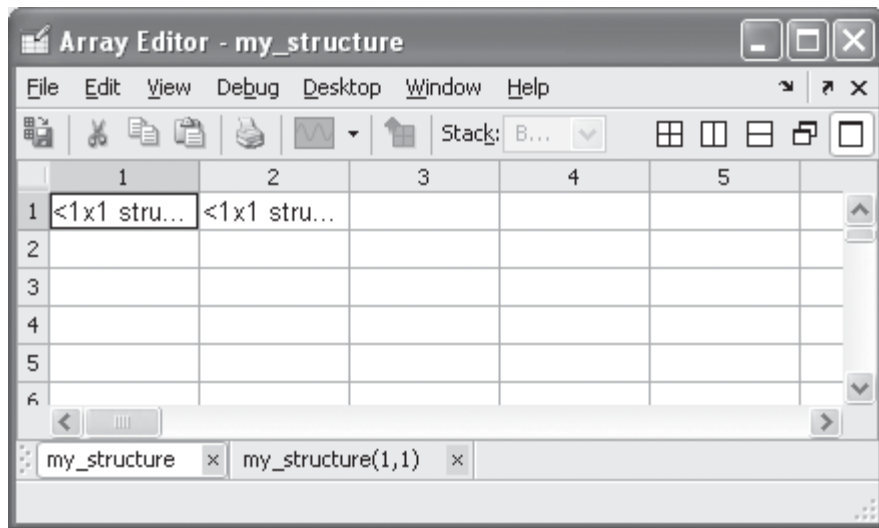 Array Editor - my_structure
File Edit View Debug Desktop Window Help
Stack: B...
1 2 3 4 5
1 <1x1 stru... <1x1 stru...
2
3
4
5
6
my_structure my_structure(1,1)